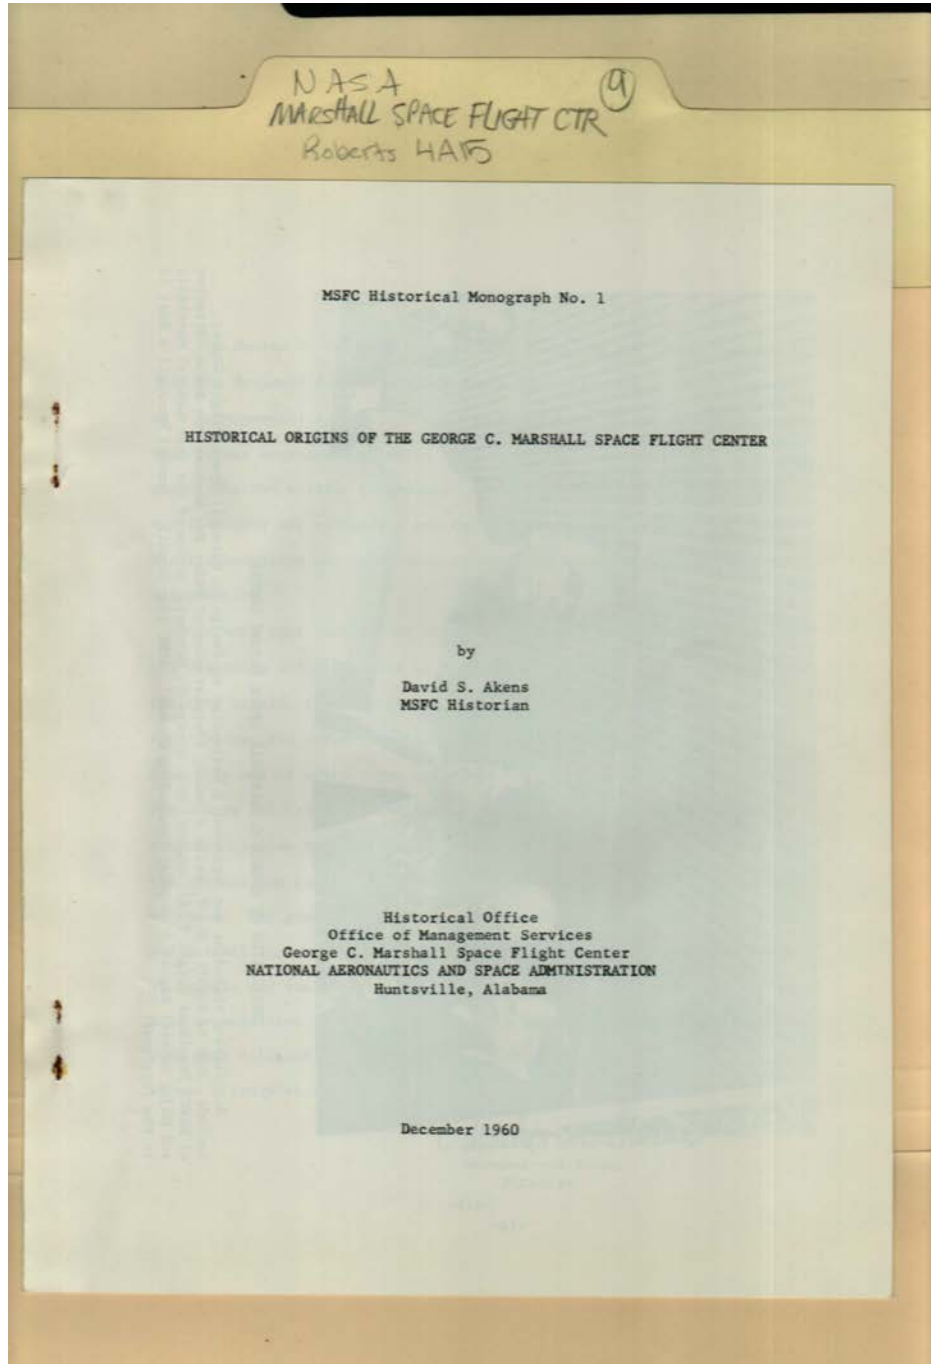 NASA 9
MARSHALL SPACE FLIGHT CTR
Roberts 4A15
MSFC Historical Monograph No. 1
HISTORICAL ORIGINS OF THE GEORGE C. MARSHALL SPACE FLIGHT CENTER
by
David S. Akens
MSFC Historian
Historical Office
Office of Management Services
George C. Marshall Space Flight Center
NATIONAL AERONAUTICS AND SPACE ADMINISTRATION
Huntsville, Alabama
December 1960